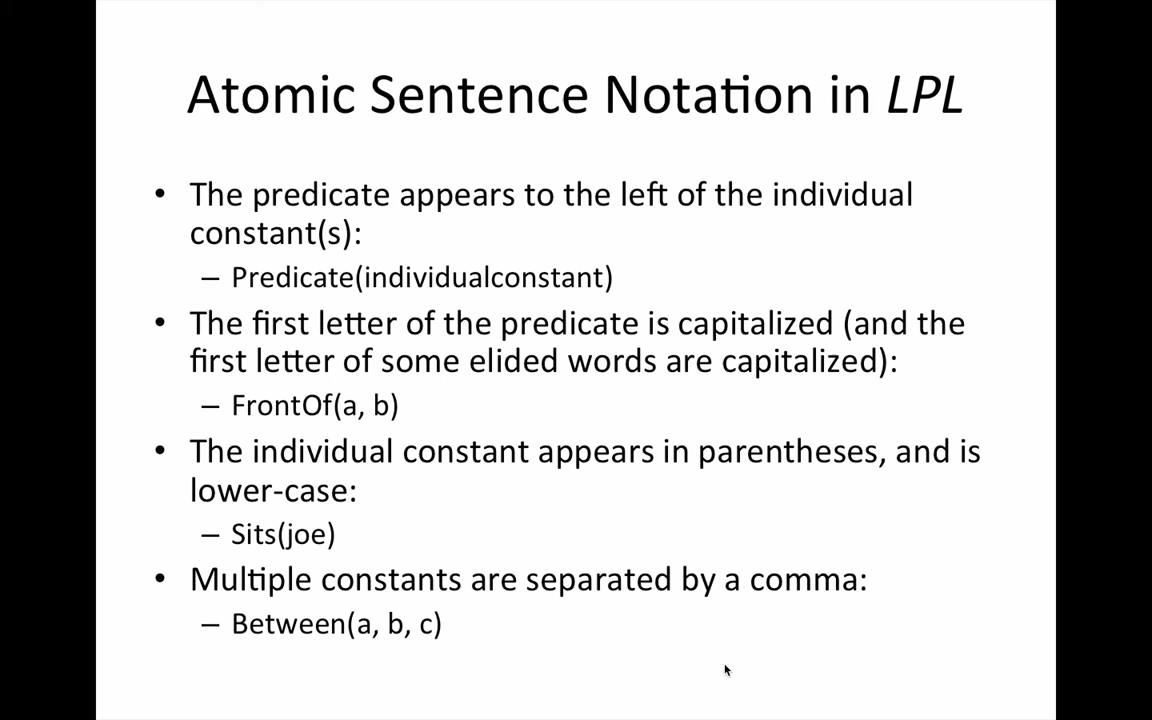 Atomic Sentence Notation in LPL
• The predicate appears to the left of the individual
constant(s):
– Predicate(individualconstant)
• The first letter of the predicate is capitalized (and the
first letter of some elided words are capitalized):
– FrontOf(a, b)
• The individual constant appears in parentheses, and is
lower-case:
– Sits(joe)
• Multiple constants are separated by a comma:
– Between(a, b, c)